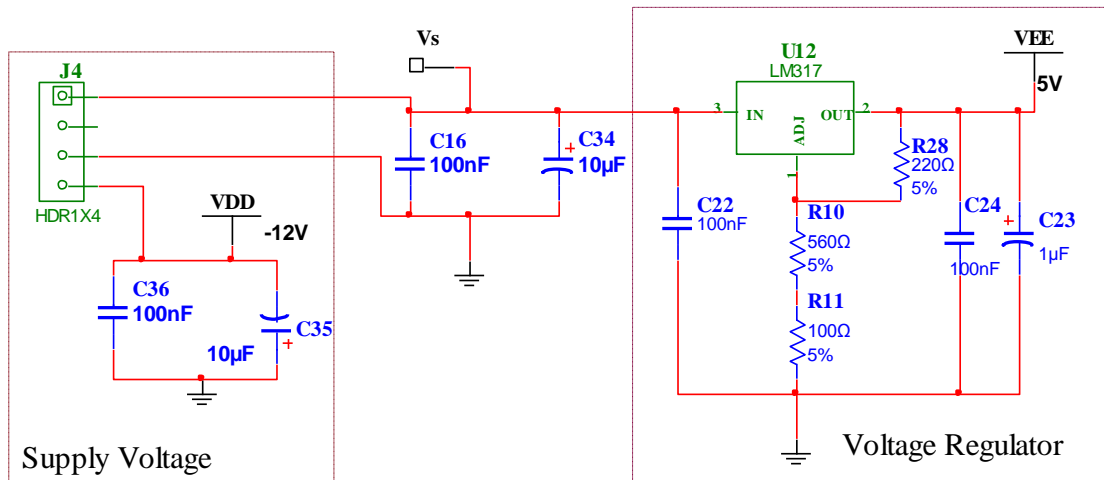 J4
HDR1X4
VDD
-12V
C36
100nF
C35
10µF
+
Supply Voltage
Vs
C16
100nF
+
C34
10µF
U12
LM317
3
IN
ADJ
OUT
2
1
VEE
5V
R28
220Ω
5%
R10
560Ω
5%
R11
100Ω
5%
C22
100nF
C24
100nF
+
C23
1µF
Voltage Regulator